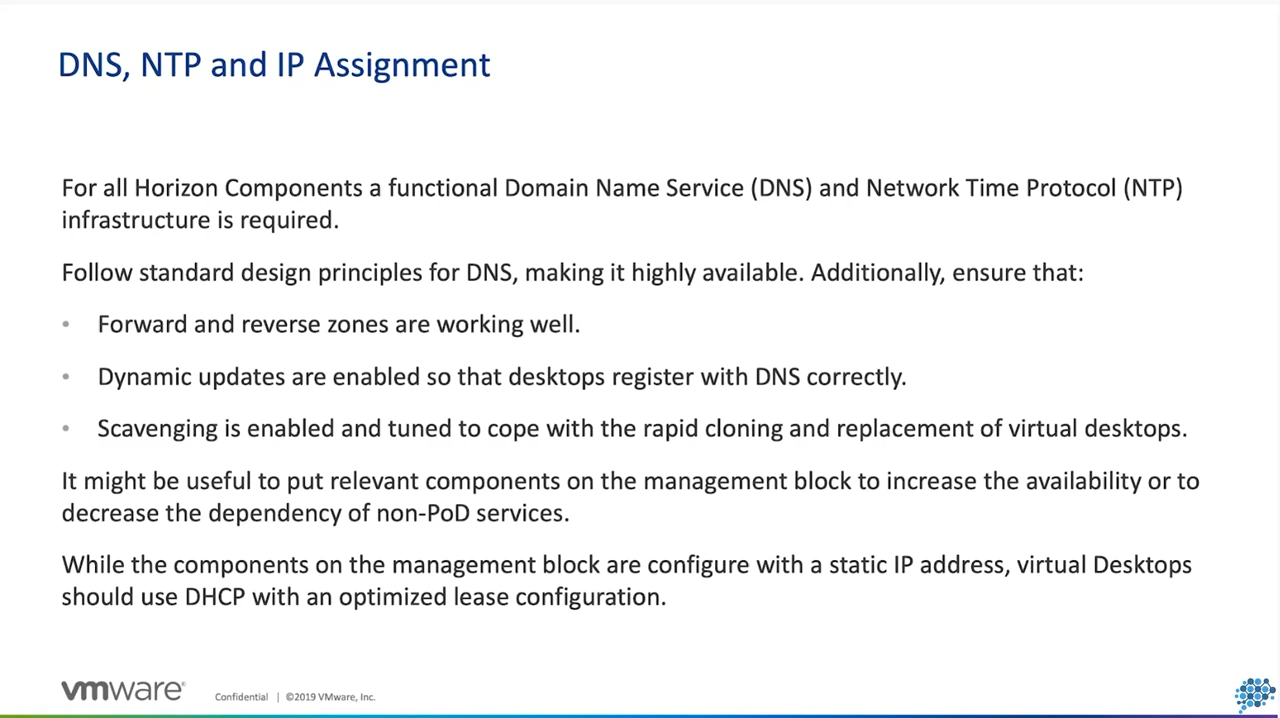 DNS, NTP and IP Assignment
For all Horizon Components a functional Domain Name Service (DNS) and Network Time Protocol (NTP)
infrastructure is required.
Follow standard design principles for DNS, making it highly available. Additionally, ensure that:
• Forward and reverse zones are working well.
• Dynamic updates are enabled so that desktops register with DNS correctly.
• Scavenging is enabled and tuned to cope with the rapid cloning and replacement of virtual desktops.
It might be useful to put relevant components on the management block to increase the availability or to
decrease the dependency of non-PoD services.
While the components on the management block are configure with a static IP address, virtual Desktops
should use DHCP with an optimized lease configuration.
vmware® Confidential | ©2019 VMware, Inc.